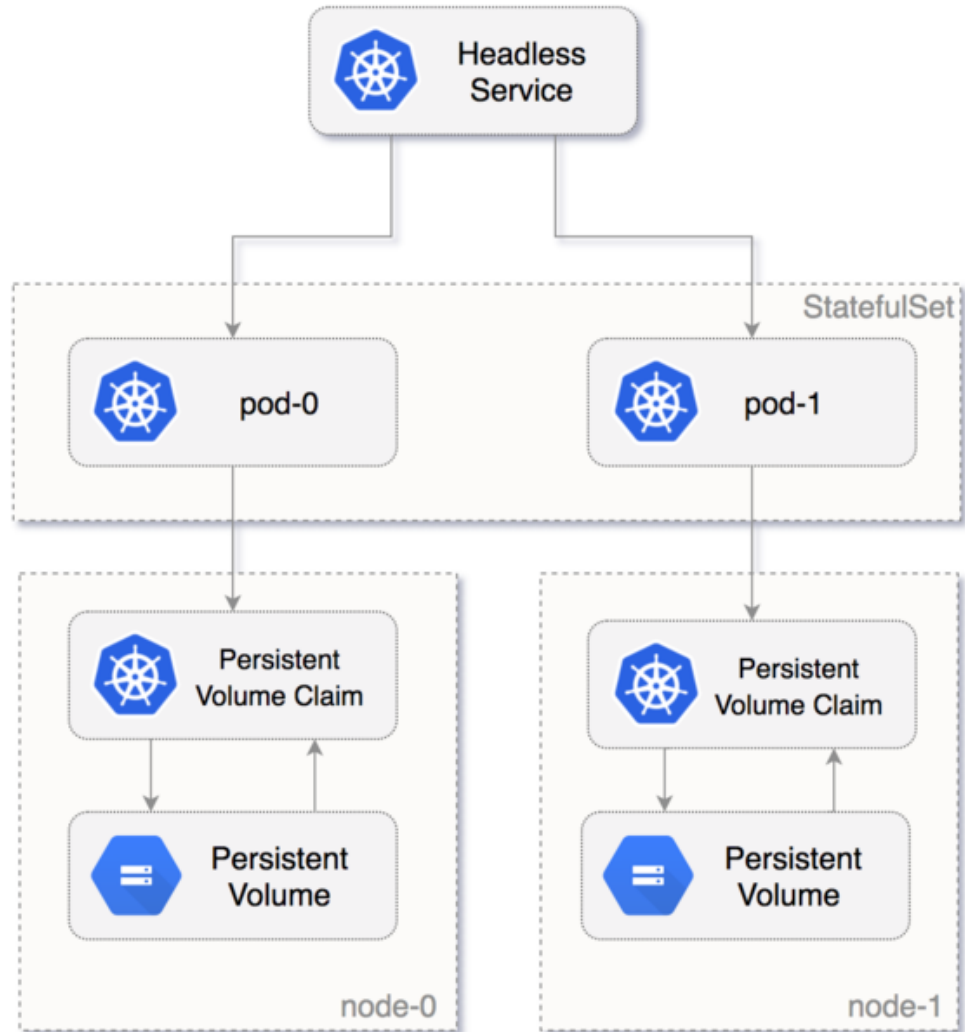 Headless
Service
StatefulSet
pod-0
pod-1
Persistent
Volume Claim
Persistent
Volume Claim
Persistent
Volume
Persistent
Volume
node-0
node-1